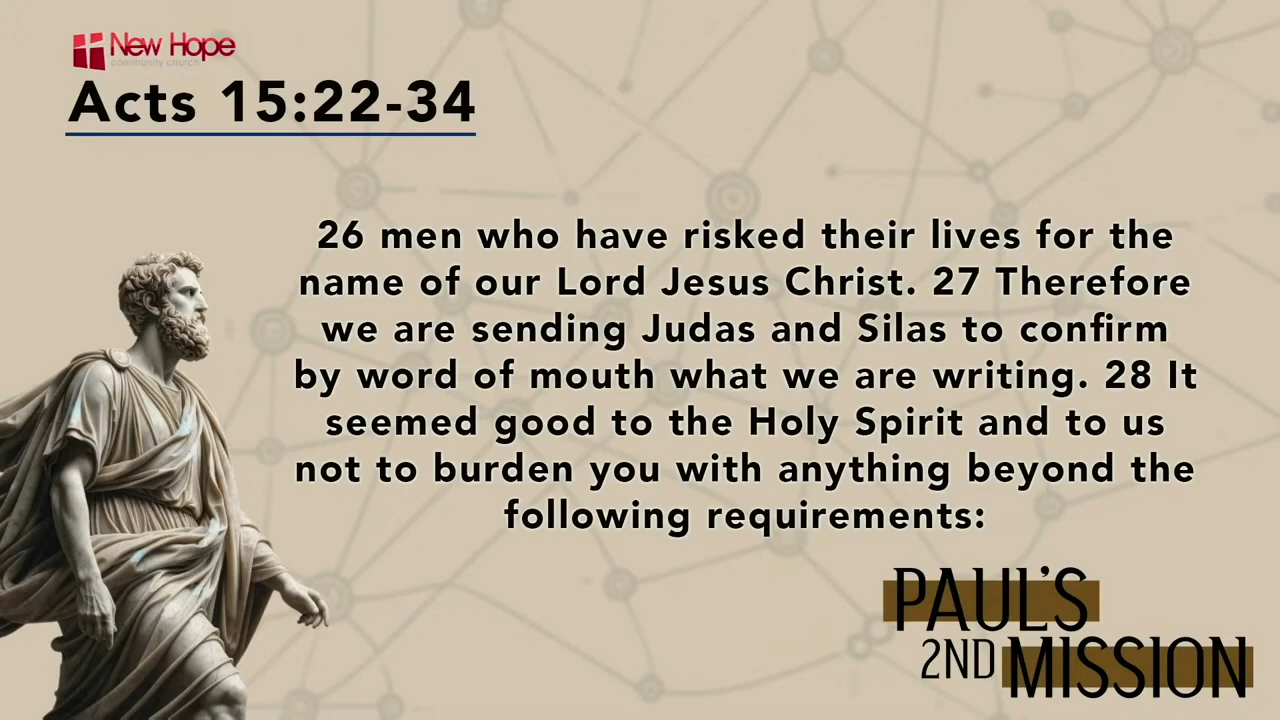 New Hope
community church
Acts 15:22-34
26 men who have risked their lives for the
name of our Lord Jesus Christ. 27 Therefore
we are sending Judas and Silas to confirm
by word of mouth what we are writing. 28 It
seemed good to the Holy Spirit and to us
not to burden you with anything beyond the
following requirements:
PAUL'S
2ND MISSION